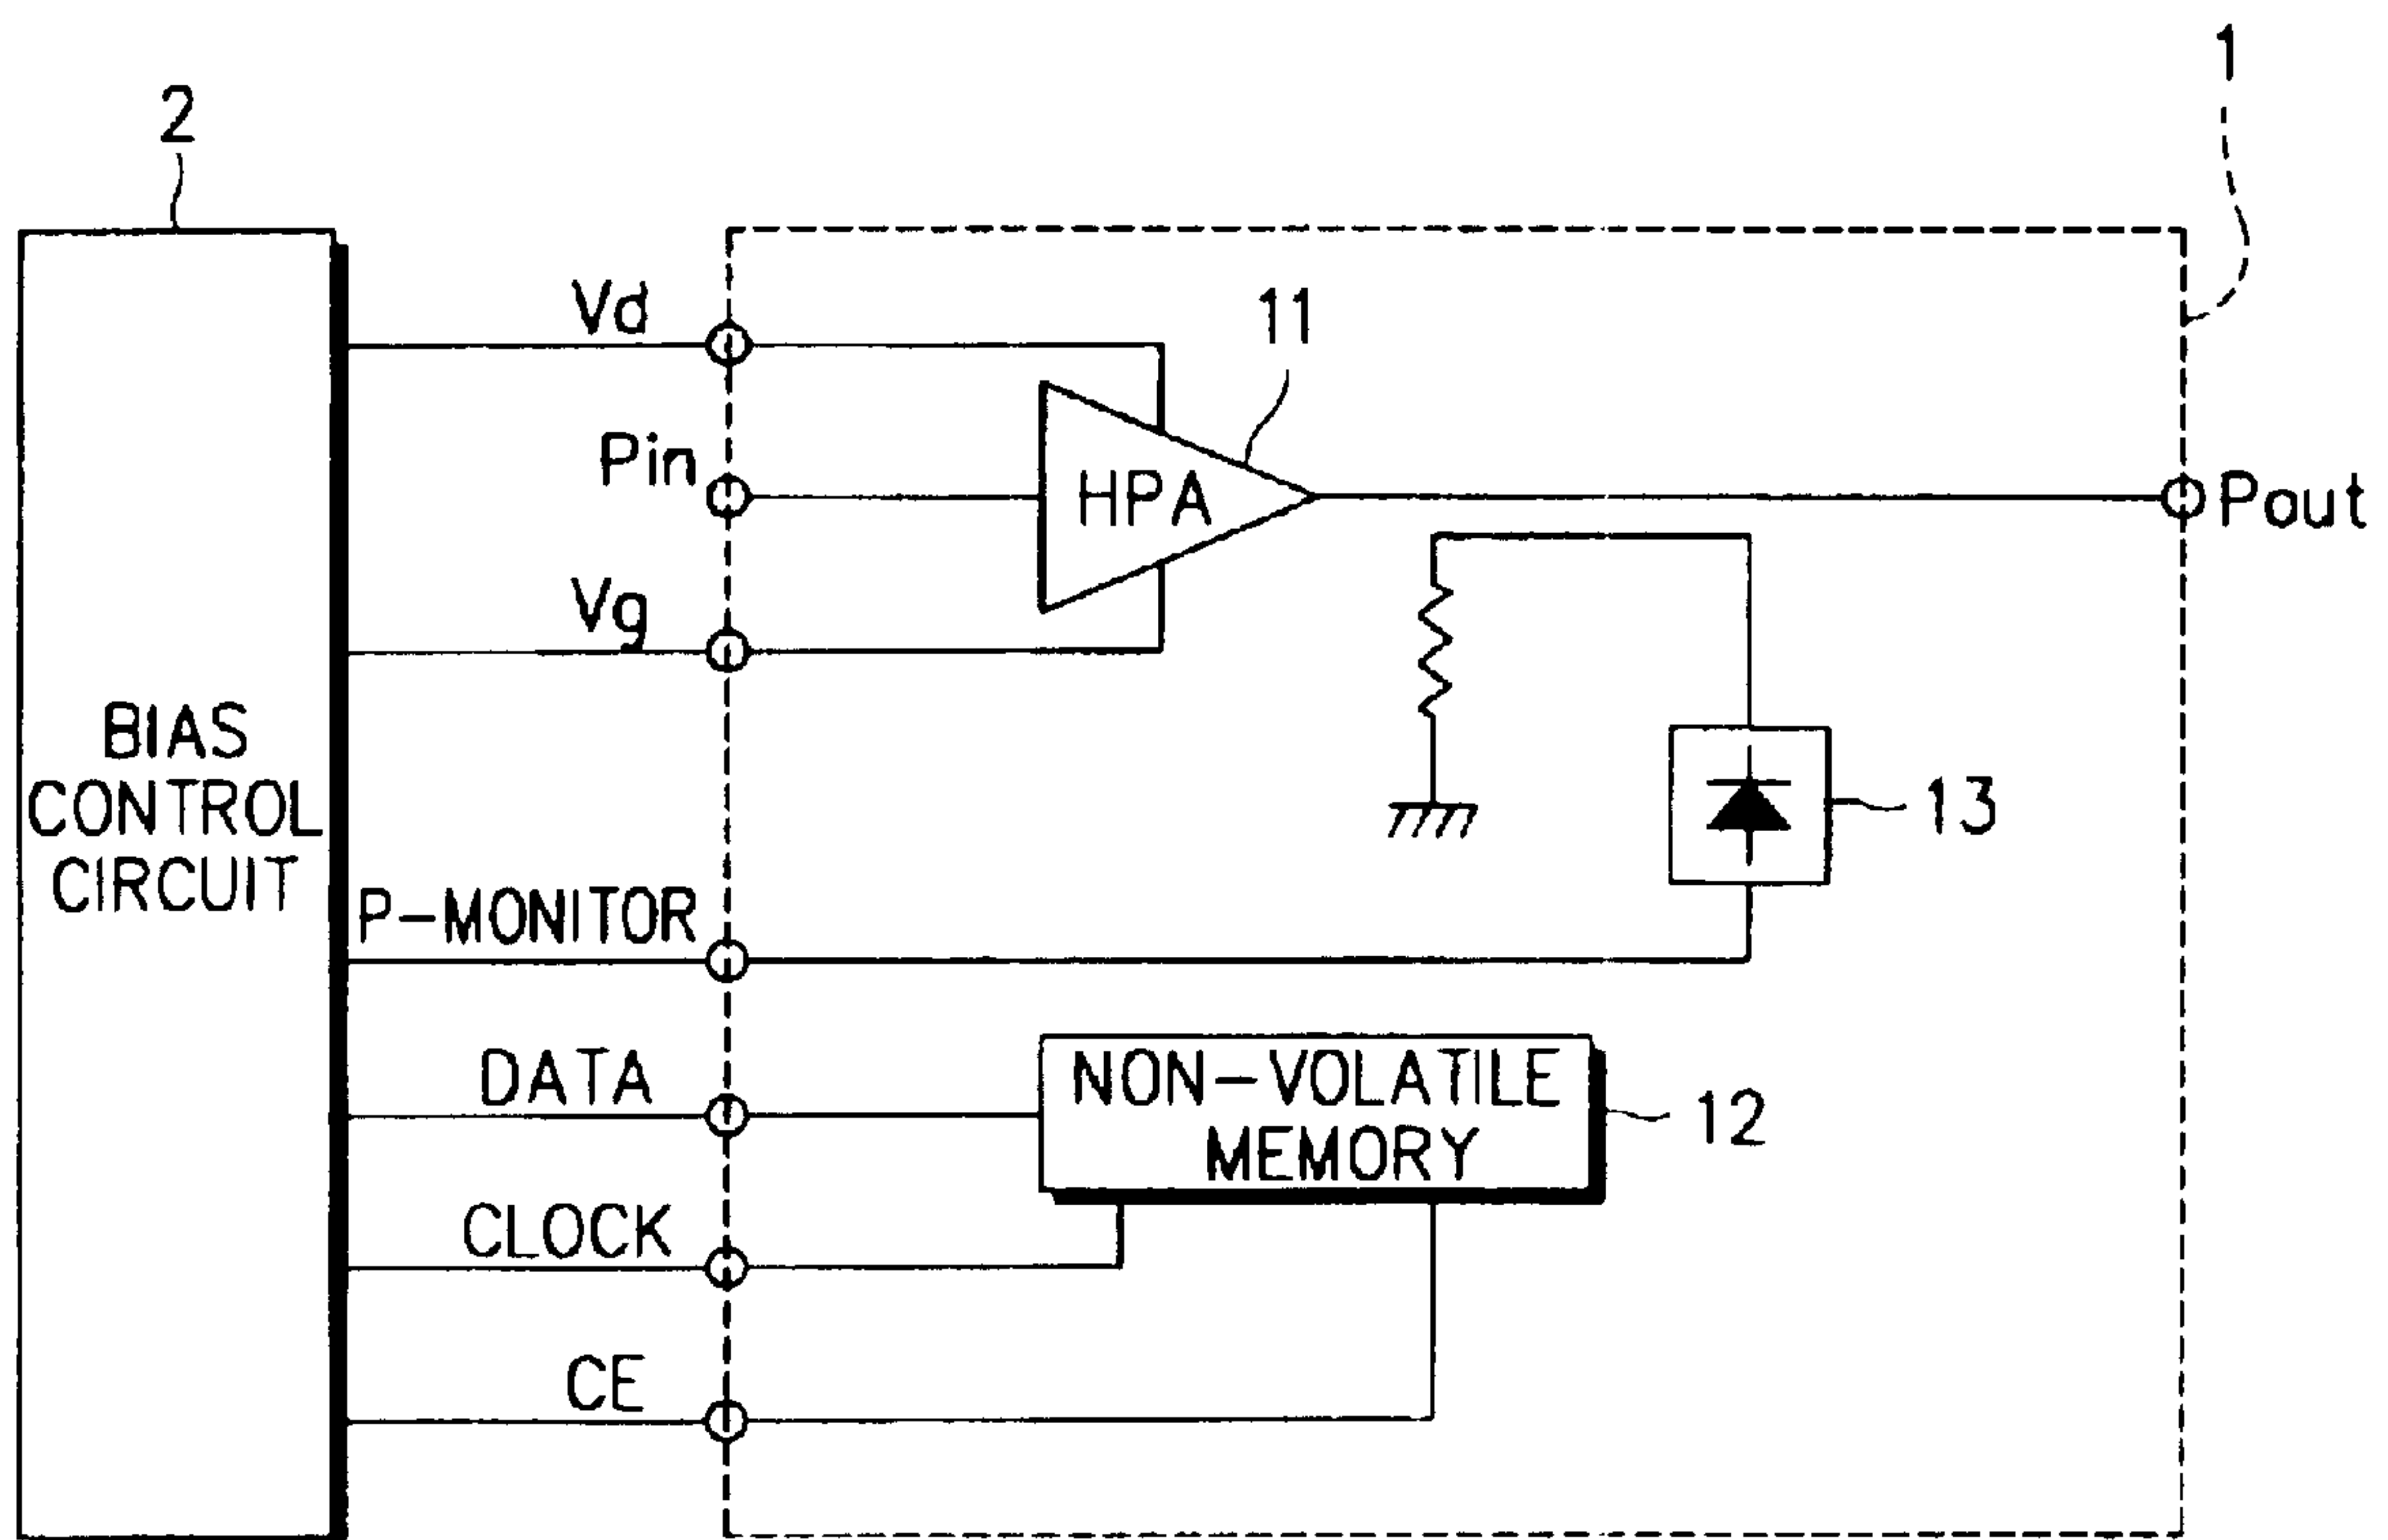 1
2
Vd
11
Pin
HPA
Pout
Vg
BIAS
CONTROL
CIRCUIT
13
P-MONITOR
DATA
NON-VOLATILE
MEMORY
12
CLOCK
CE